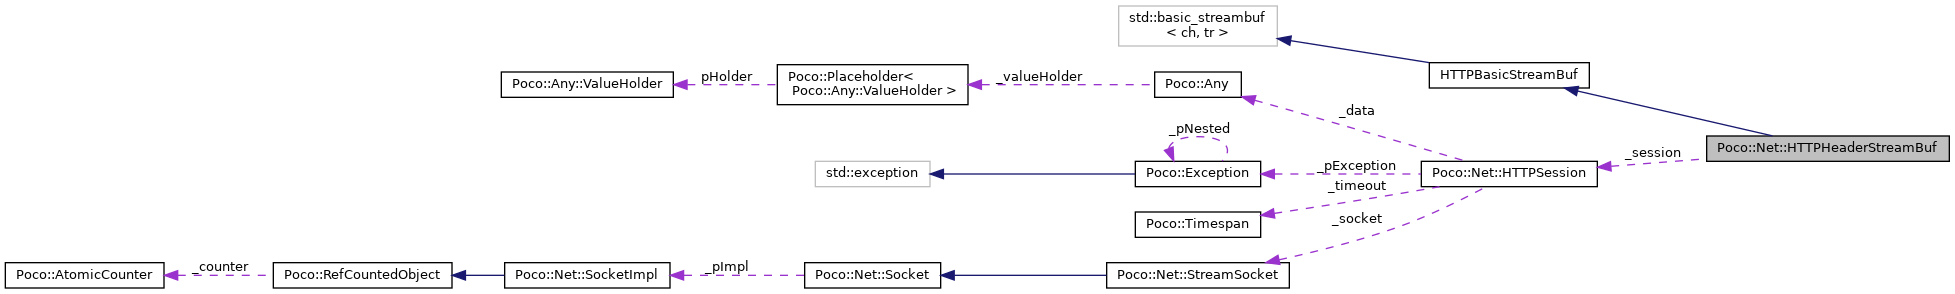 std::basic_streambuf
< ch, tr >
HTTPBasicStreamBuf
Poco::Any::ValueHolder
pHolder
Poco::Placeholder<
Poco::Any::ValueHolder >
_valueHolder
Poco::Any
_data
_pNested
Poco::Net::HTTPHeaderStreamBuf
_session
std::exception
Poco::Exception
_pException
Poco::Net::HTTPSession
_timeout
Poco::Timespan
_socket
Poco::AtomicCounter
_counter
Poco::RefCountedObject
Poco::Net::SocketImpl
_pImpl
Poco::Net::Socket
Poco::Net::StreamSocket